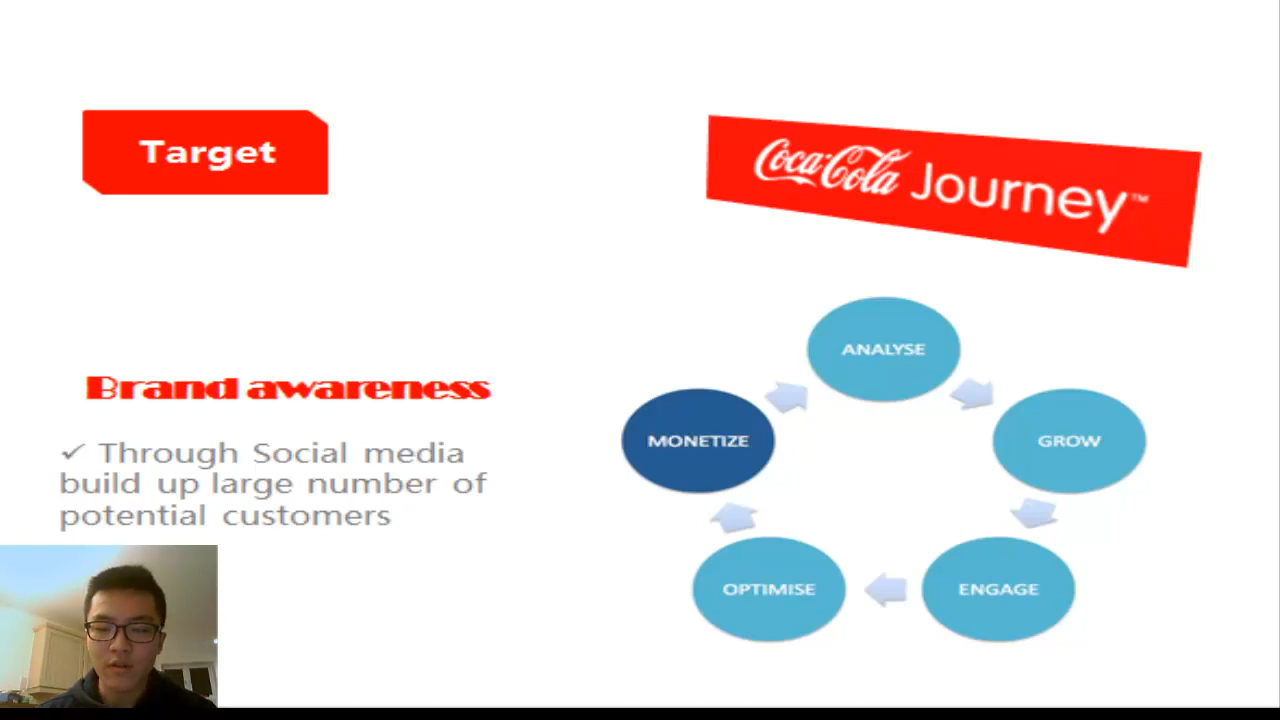 Target
Coca-Cola Journey™
Brand awareness
✓ Through Social media
build up large number of
potential customers
ANALYSE
GROW
ENGAGE
OPTIMISE
MONETIZE